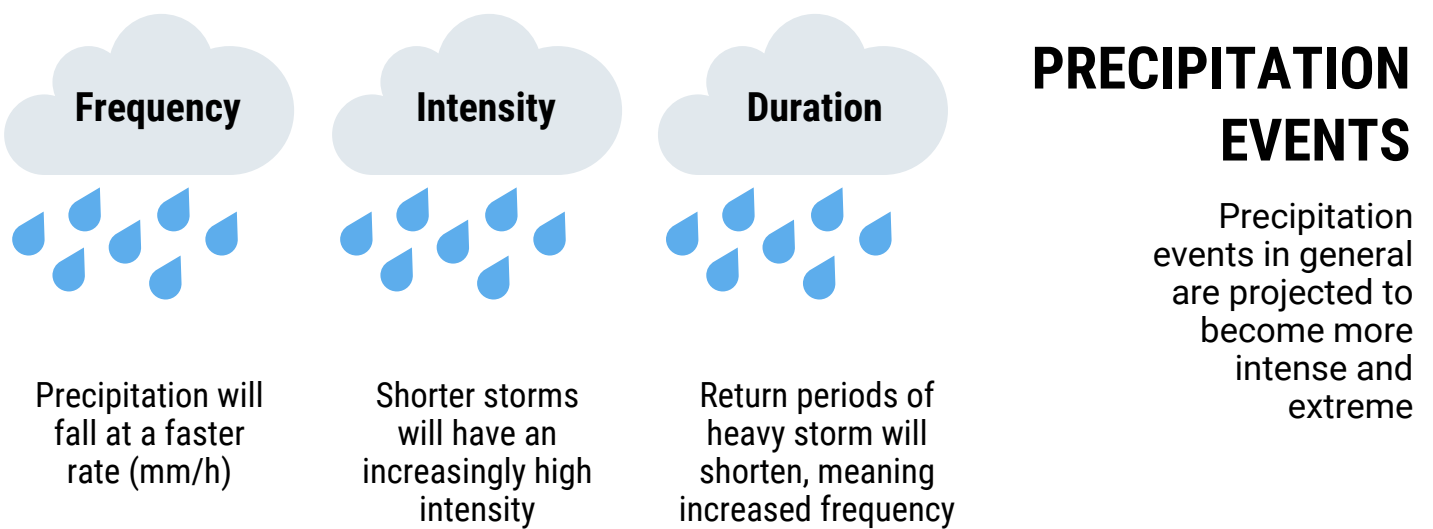 Frequency
Precipitation will
fall at a faster
rate (mm/h)
Intensity
Shorter storms
will have an
increasingly high
intensity
Duration
Return periods of
heavy storm will
shorten, meaning
increased frequency
PRECIPITATION
EVENTS
Precipitation
events in general
are projected to
become more
intense and
extreme